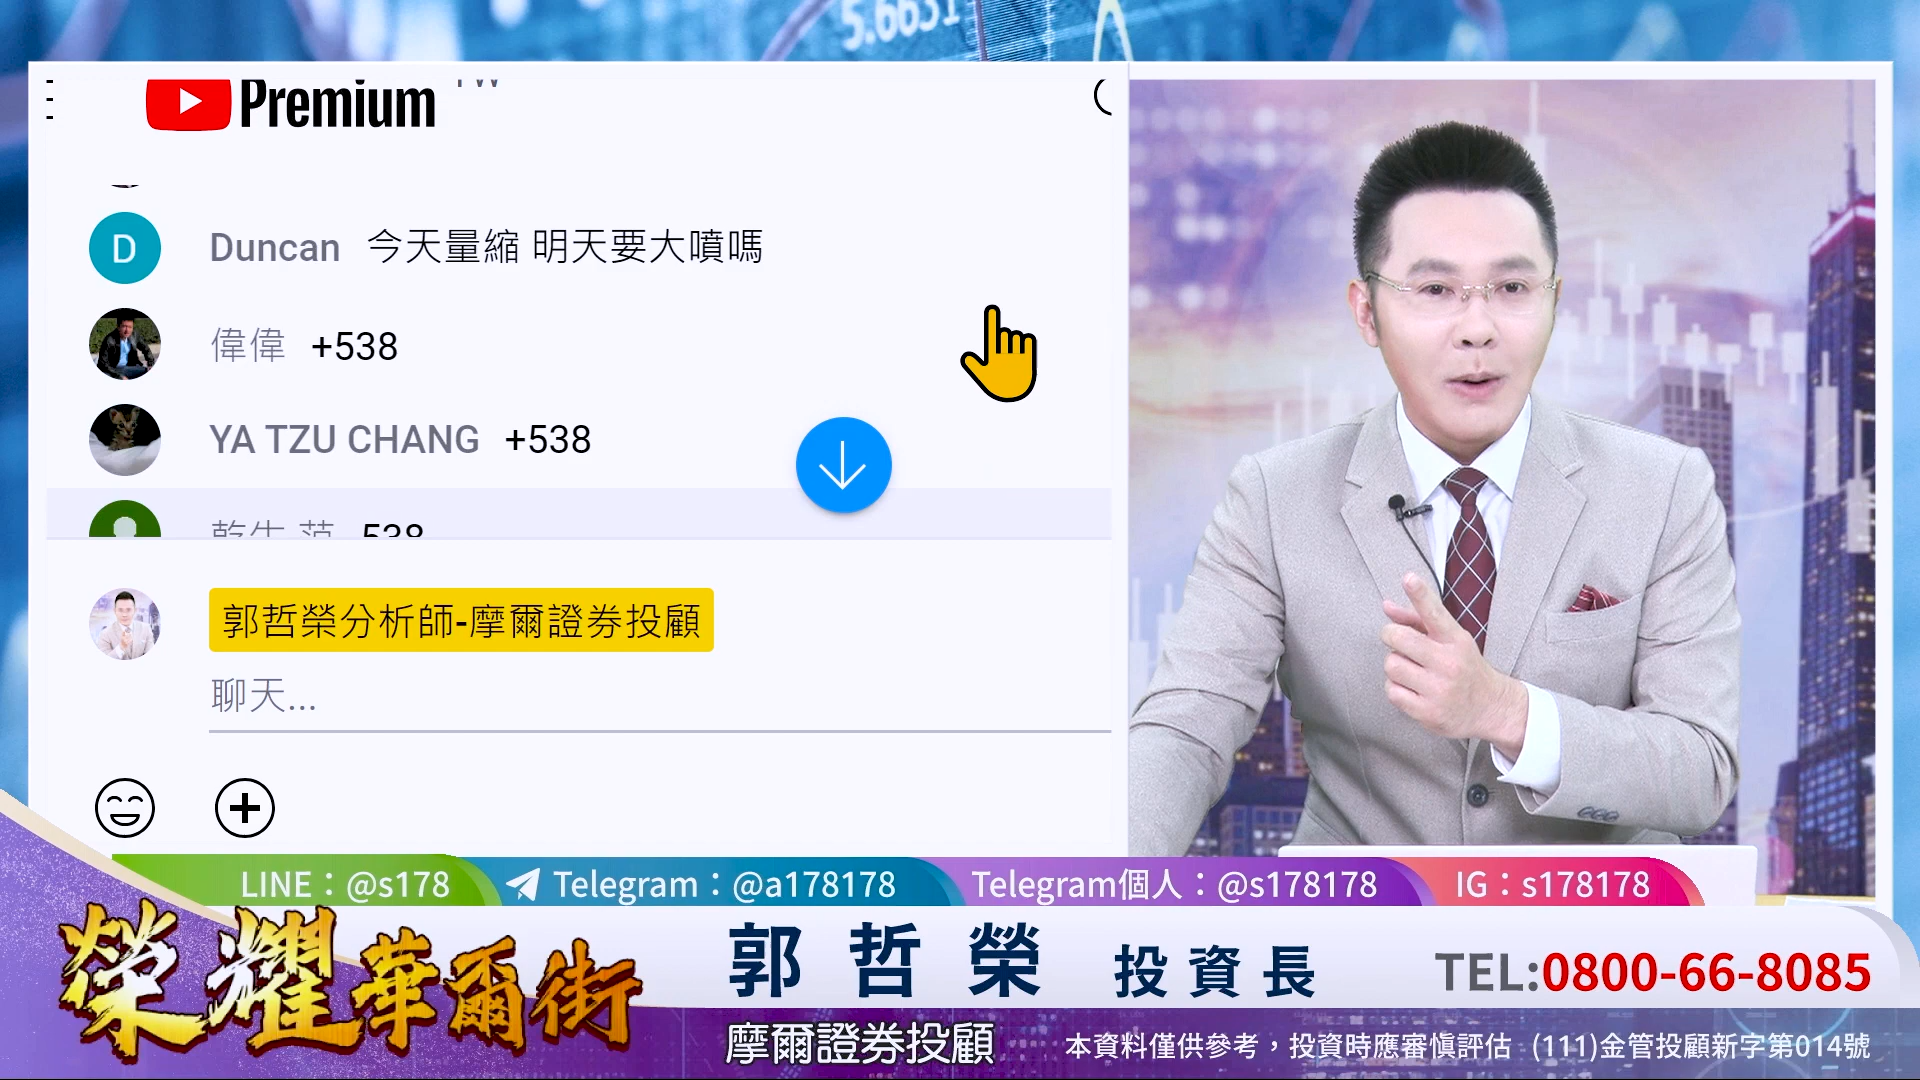 5.6631
Premium
D Duncan 今天量縮 明天要大噴嗎
偉偉 +538
YA TZU CHANG +538
538
郭哲榮分析師-摩爾證券投顧
聊天...
LINE：@s178
Telegram：@a178178
Telegram個人：@s178178
IG：s178178
榮耀華爾街
郭哲榮 投資長
TEL:0800-66-8085
摩爾證券投顧
本資料僅供參考，投資時應審慎評估 (111)金管投顧新字第014號